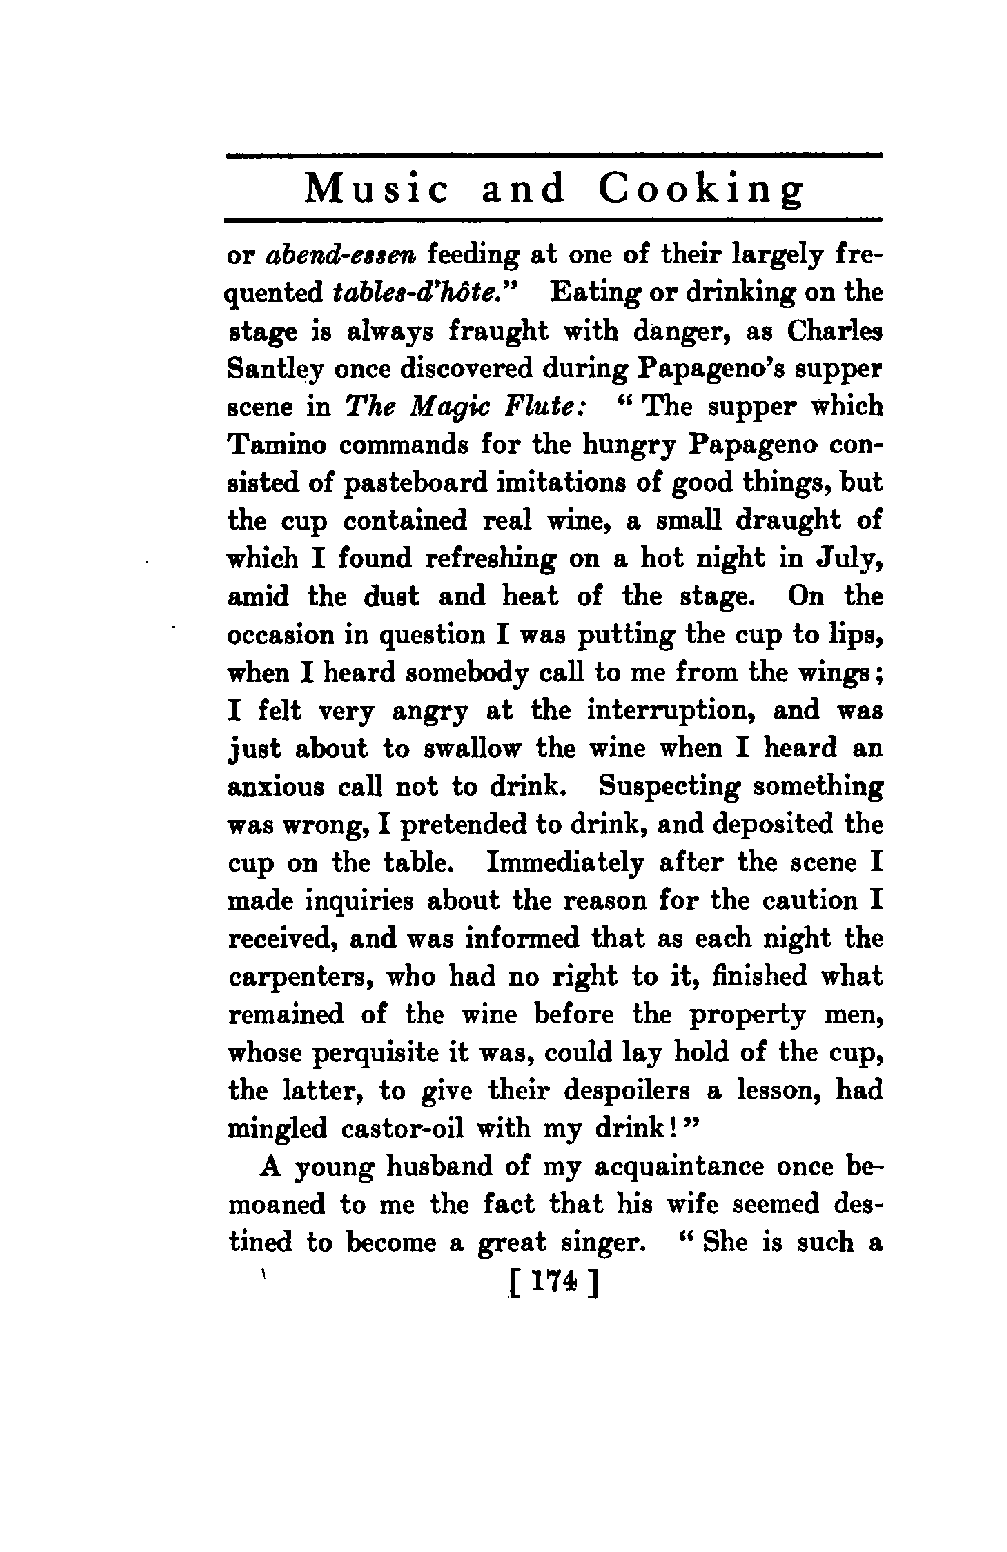 Music and Cooking
or abend-essen feeding at one of their largely fre-
quented tables-d'hôte." Eating or drinking on the
stage is always fraught with danger, as Charles
Santley once discovered during Papageno's supper
scene in The Magic Flute: "The supper which
Tamino commands for the hungry Papageno con-
sisted of pasteboard imitations of good things, but
the cup contained real wine, a small draught of
which I found refreshing on a hot night in July,
amid the dust and heat of the stage. On the
occasion in question I was putting the cup to lips,
when I heard somebody call to me from the wings;
I felt very angry at the interruption, and was
just about to swallow the wine when I heard an
anxious call not to drink. Suspecting something
was wrong, I pretended to drink, and deposited the
cup on the table. Immediately after the scene I
made inquiries about the reason for the caution I
received, and was informed that as each night the
carpenters, who had no right to it, finished what
remained of the wine before the property men,
whose perquisite it was, could lay hold of the cup,
the latter, to give their despoilers a lesson, had
mingled castor-oil with my drink!"
A young husband of my acquaintance once be-
moaned to me the fact that his wife seemed des-
tined to become a great singer. "She is such a
[174]